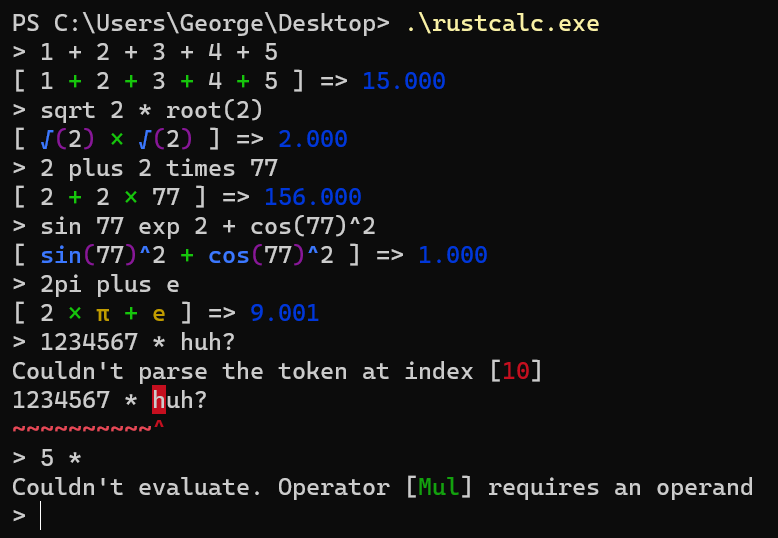 PS C:\Users\George\Desktop> .\rustcalc.exe
> 1 + 2 + 3 + 4 + 5
[ 1 + 2 + 3 + 4 + 5 ] => 15.000
> sqrt 2 * root(2)
[ √(2) × √(2) ] => 2.000
> 2 plus 2 times 77
[ 2 + 2 × 77 ] => 156.000
> sin 77 exp 2 + cos(77)^2
[ sin(77)^2 + cos(77)^2 ] => 1.000
> 2pi plus e
[ 2 × π + e ] => 9.001
> 1234567 * huh?
Couldn't parse the token at index [10]
1234567 * huh?
~~~~~~~~~~^
> 5 *
Couldn't evaluate. Operator [Mul] requires an operand
>